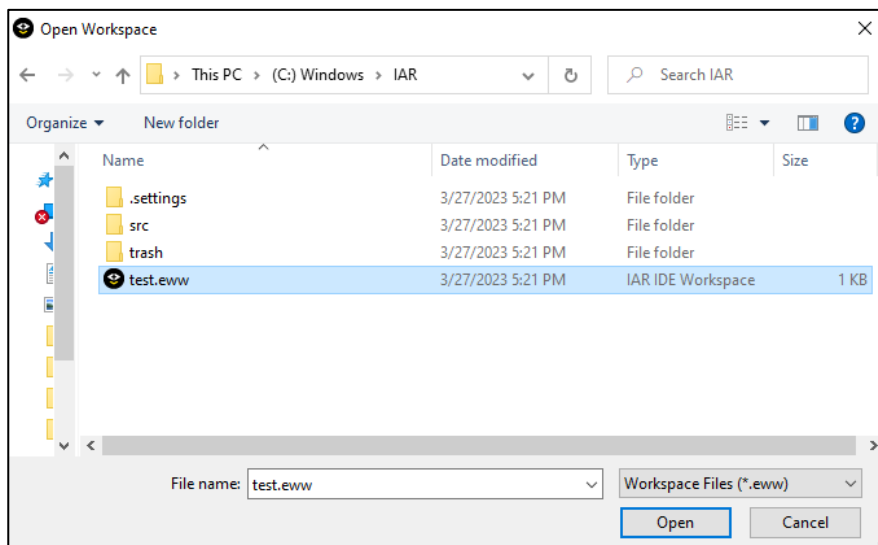 Open Workspace
This PC > (C:) Windows > IAR
Search IAR
Organize
New folder
Name Date modified Type Size
.settings 3/27/2023 5:21 PM File folder
src 3/27/2023 5:21 PM File folder
trash 3/27/2023 5:21 PM File folder
test.eww 3/27/2023 5:21 PM IAR IDE Workspace 1 KB
File name: test.eww Workspace Files (*.eww)
Open Cancel